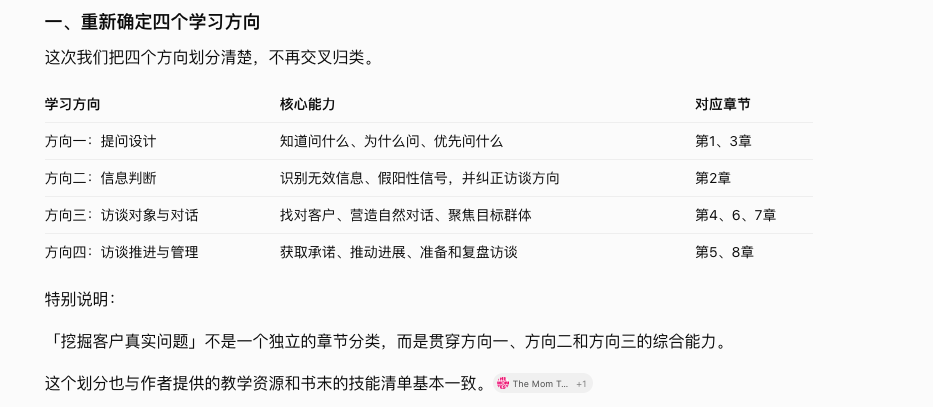 一、重新确定四个学习方向
这次我们把四个方向划分清楚，不再交叉归类。
学习方向 核心能力 对应章节
方向一：提问设计 知道问什么、为什么问、优先问什么 第1、3章
方向二：信息判断 识别无效信息、假阳性信号，并纠正访谈方向 第2章
方向三：访谈对象与对话 找对客户、营造自然对话、聚焦目标群体 第4、6、7章
方向四：访谈推进与管理 获取承诺、推动进展、准备和复盘访谈 第5、8章
特别说明：
「挖掘客户真实问题」不是一个独立的章节分类，而是贯穿方向一、方向二和方向三的综合能力。
这个划分也与作者提供的教学资源和书末的技能清单基本一致。 The Mom T... +1